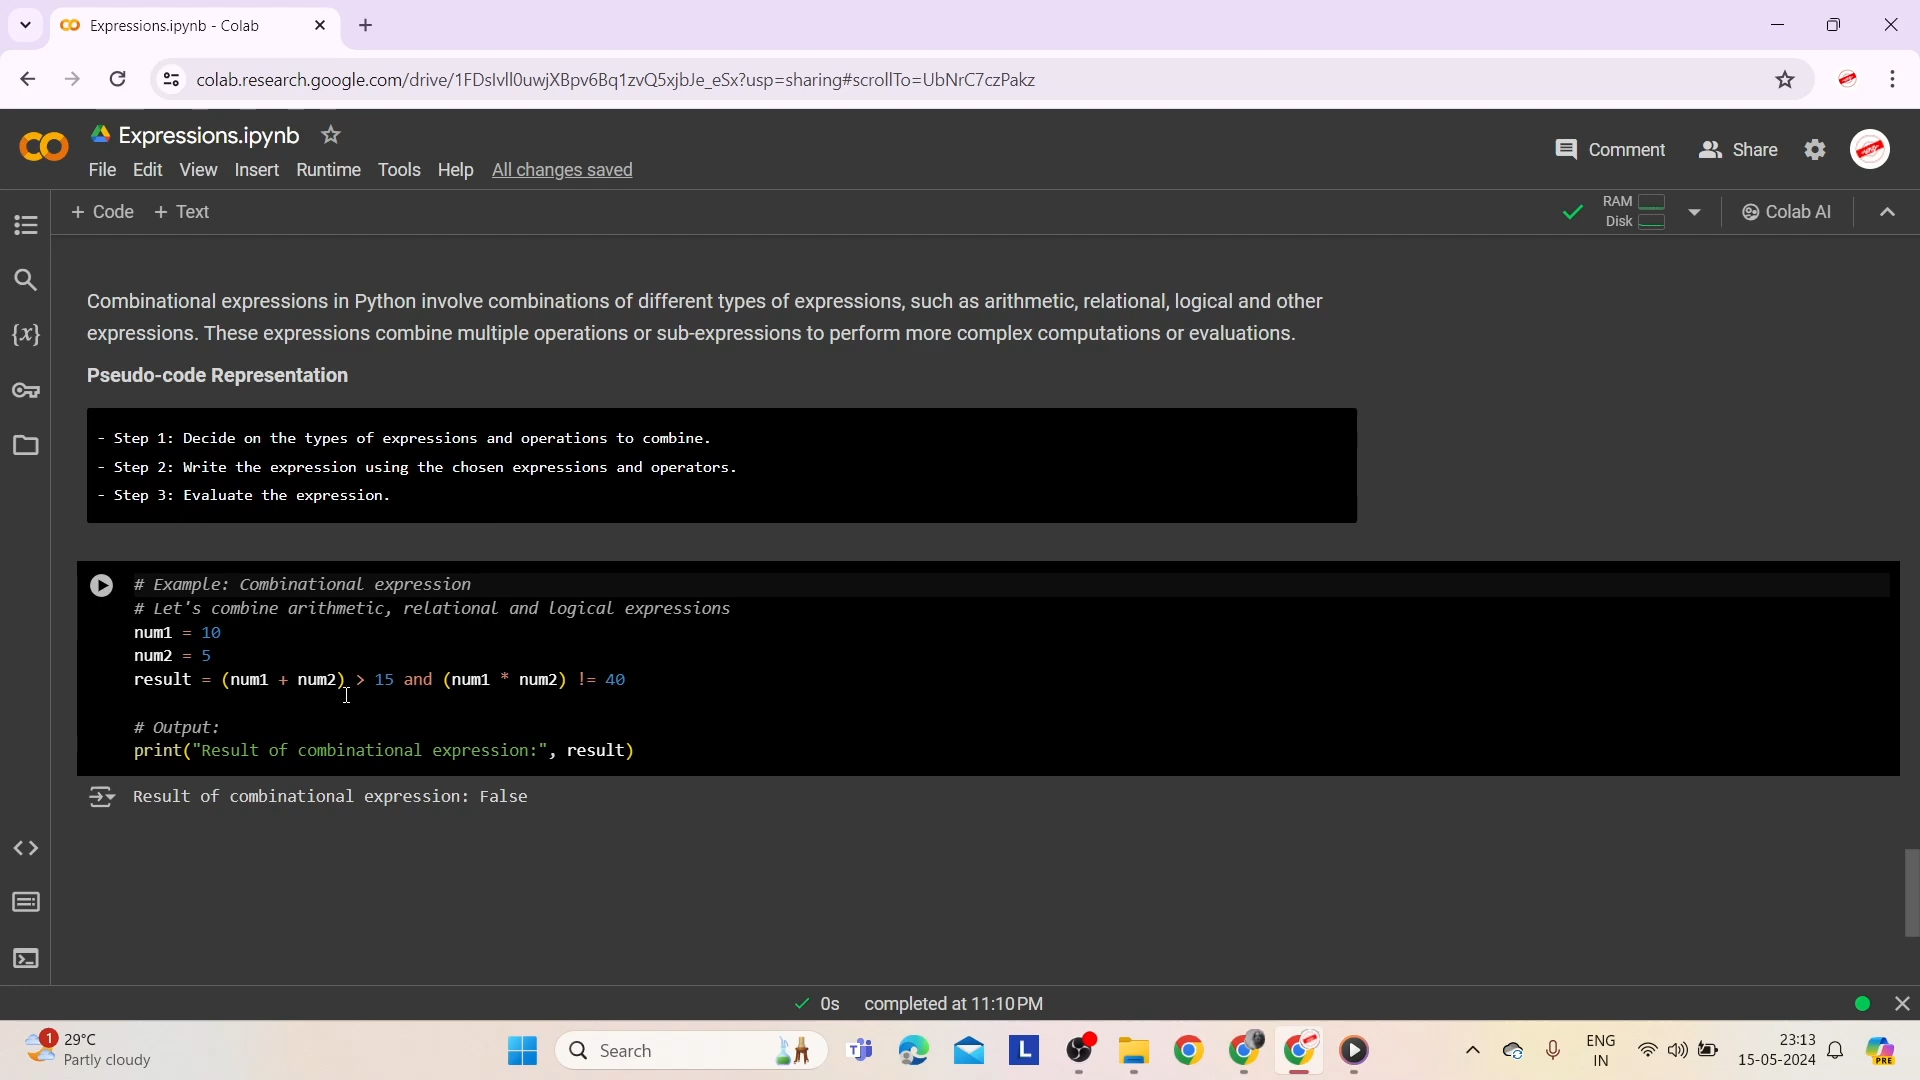 Expressions.ipynb - Colab
colab.research.google.com/drive/1FDsIvll0uwjXBpv6Bq1zvQ5xjbJe_eSx?usp=sharing#scrollTo=UbNrC7czPakz
Expressions.ipynb
Comment
Share
File Edit View Insert Runtime Tools Help All changes saved
+ Code + Text
RAM
Disk
Colab AI
Combinational expressions in Python involve combinations of different types of expressions, such as arithmetic, relational, logical and other
expressions. These expressions combine multiple operations or sub-expressions to perform more complex computations or evaluations.
Pseudo-code Representation
- Step 1: Decide on the types of expressions and operations to combine.
- Step 2: Write the expression using the chosen expressions and operators.
- Step 3: Evaluate the expression.
# Example: Combinational expression
# Let's combine arithmetic, relational and logical expressions
num1 = 10
num2 = 5
result = (num1 + num2) > 15 and (num1 * num2) != 40
# Output:
print("Result of combinational expression:", result)
Result of combinational expression: False
0s completed at 11:10 PM
1
29°C
Partly cloudy
Search
L
ENG
IN
23:13
15-05-2024
PRE